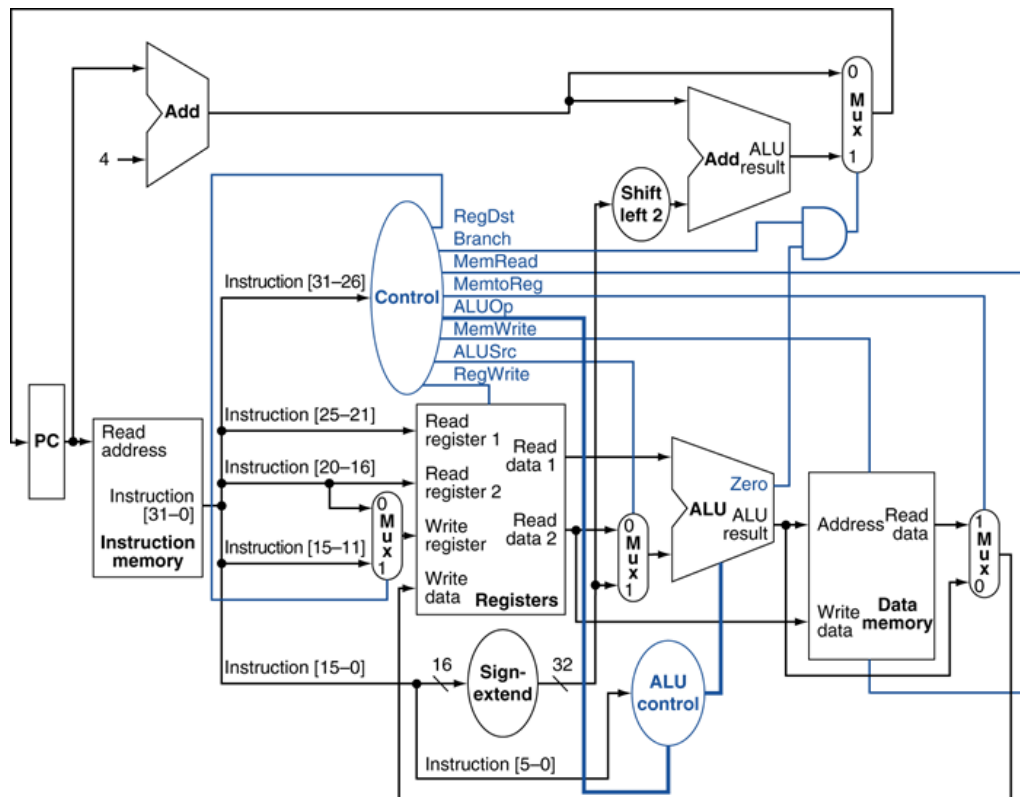 Add
4
0
M
u
x
1
Add
ALU
result
Shift
left 2
RegDst
Branch
MemRead
MemtoReg
ALUOp
MemWrite
ALUSrc
RegWrite
Control
Instruction [31–26]
PC
Read
address
Instruction
[31–0]
Instruction
memory
Instruction [25–21]
Instruction [20–16]
Instruction [15–11]
0
M
u
x
1
Read
register 1
Read
register 2
Write
register
Write
data
Read
data 1
Read
data 2
Registers
0
M
u
x
1
Zero
ALU
ALU
result
Address
Read
data
Write
data
Data
memory
1
M
u
x
0
Instruction [15–0]
16
Sign-
extend
32
ALU
control
Instruction [5–0]